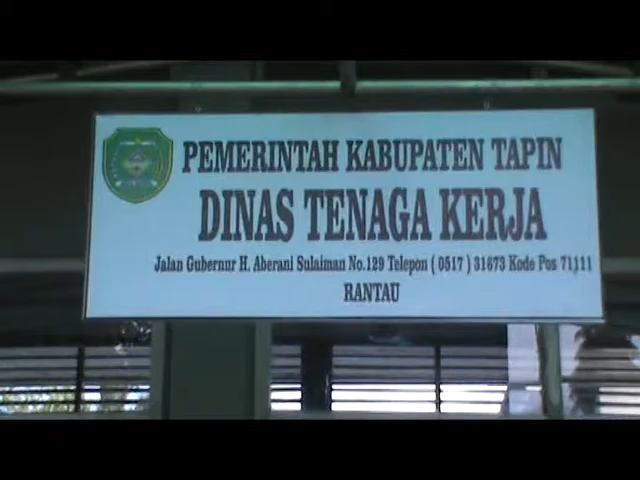 PEMERINTAH KABUPATEN TAPIN
DINAS TENAGA KERJA
Jalan Gubernur H. Aberani Sulaiman No.129 Telepon ( 0517 ) 31673 Kode Pos 71111
RANTAU